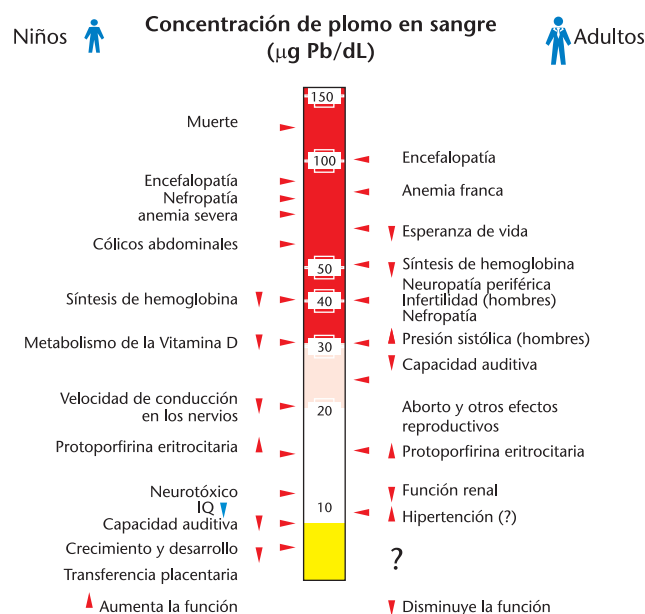 Niños
Concentración de plomo en sangre
(µg Pb/dL)
Adultos
150
Muerte
100
Encefalopatía
Encefalopatía
Nefropatía
anemia severa
Anemia franca
Cólicos abdominales
Esperanza de vida
50
Síntesis de hemoglobina
Síntesis de hemoglobina
40
Neuropatía periférica
Infertilidad (hombres)
Nefropatía
Metabolismo de la Vitamina D
30
Presión sistólica (hombres)
Capacidad auditiva
Velocidad de conducción
en los nervios
20
Aborto y otros efectos
reproductivos
Protoporfirina eritrocitaria
Protoporfirina eritrocitaria
Neurotóxico
IQ
10
Función renal
Capacidad auditiva
Hipertención (?)
Crecimiento y desarrollo
?
Transferencia placentaria
Aumenta la función
Disminuye la función